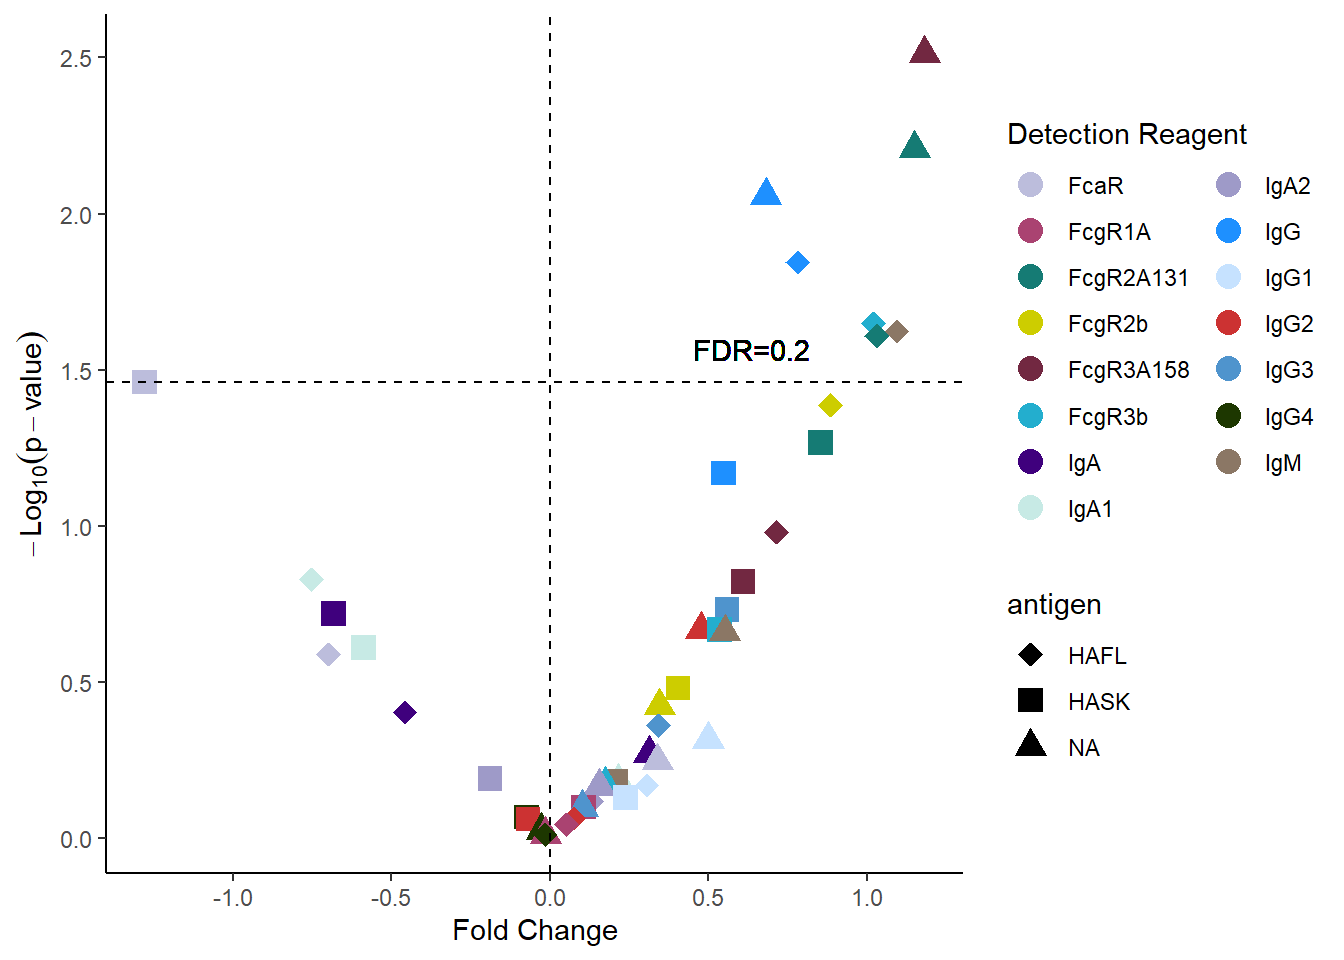 2.5
2.0
1.5
1.0
0.5
0.0
−Log10(p−value)
FDR=0.2
-1.0
-0.5
0.0
0.5
1.0
Fold Change
Detection Reagent
FcaR
FcgR1A
FcgR2A131
FcgR2b
FcgR3A158
FcgR3b
IgA
IgA1
IgA2
IgG
IgG1
IgG2
IgG3
IgG4
IgM
antigen
HAFL
HASK
NA